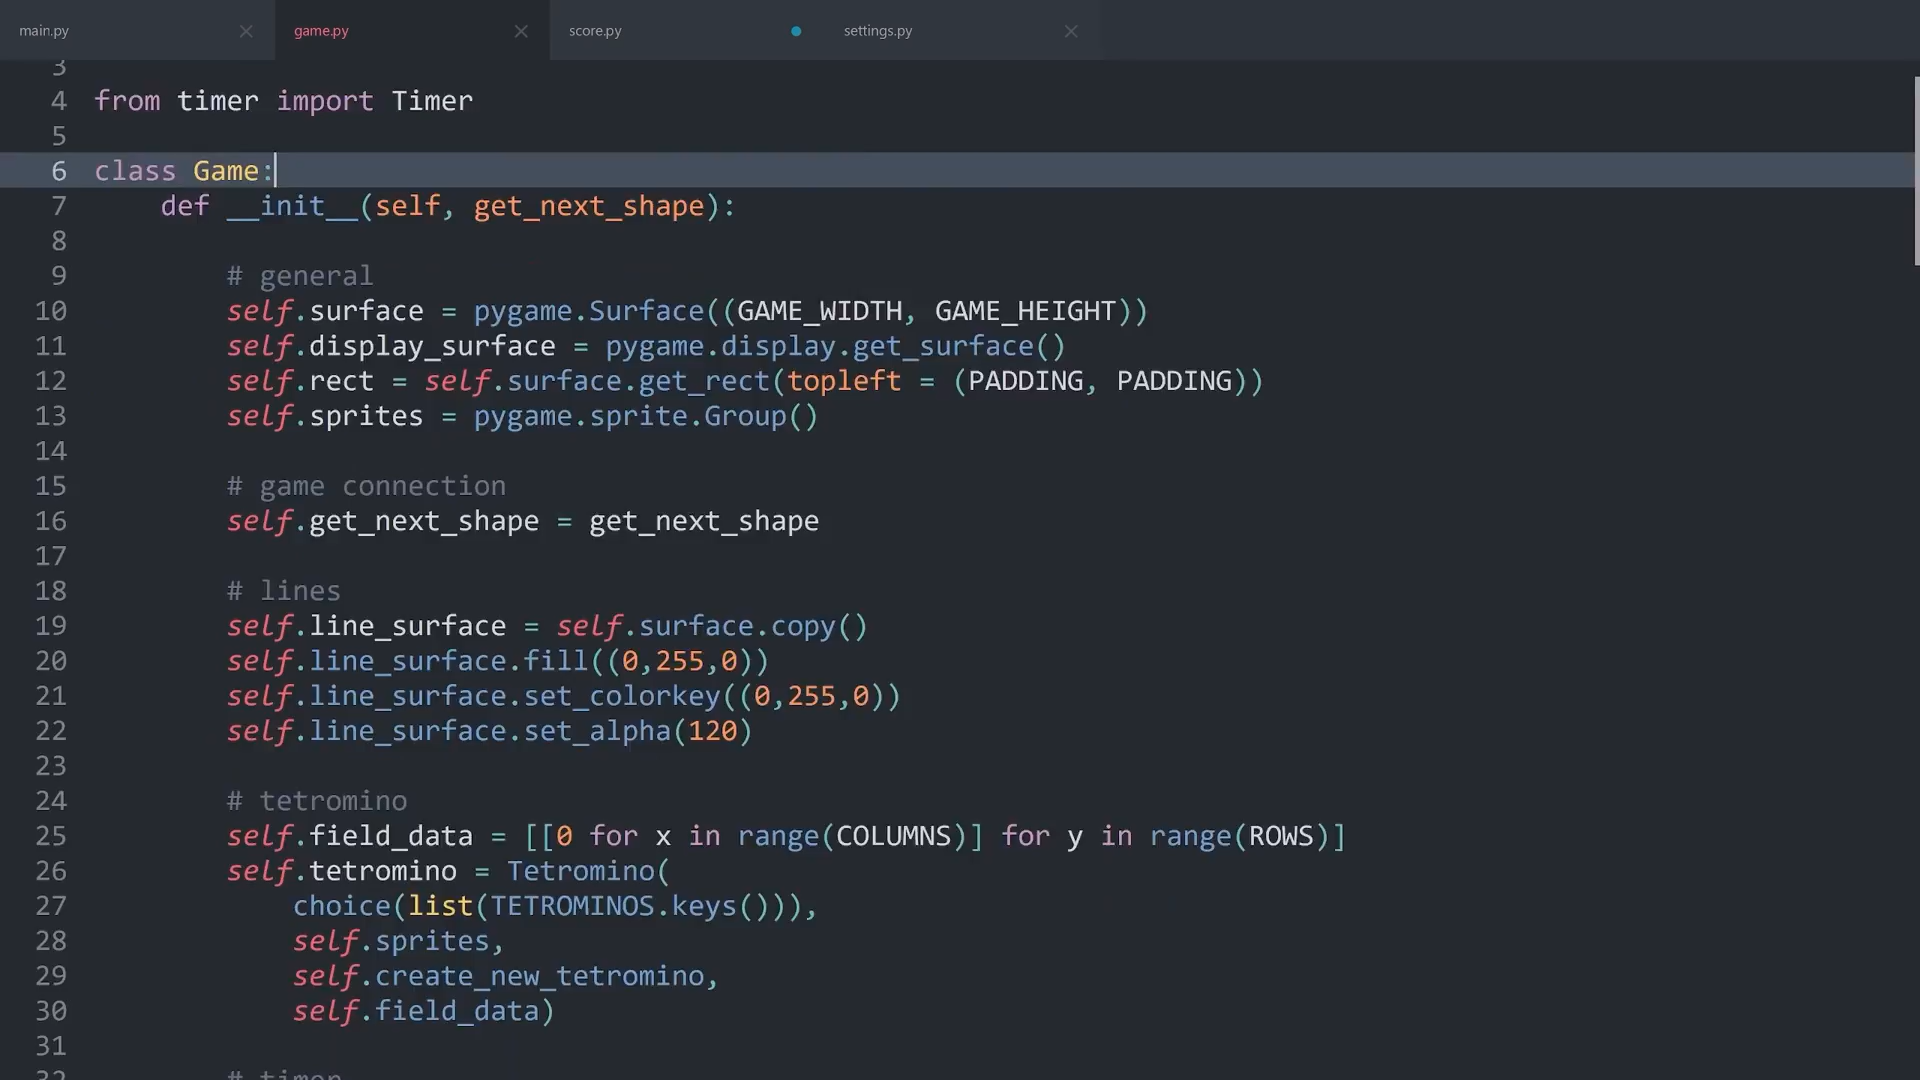 main.py
game.py
score.py
settings.py
3
4 from timer import Timer
5
6 class Game:
7     def __init__(self, get_next_shape):
8
9         # general
10         self.surface = pygame.Surface((GAME_WIDTH, GAME_HEIGHT))
11         self.display_surface = pygame.display.get_surface()
12         self.rect = self.surface.get_rect(topleft = (PADDING, PADDING))
13         self.sprites = pygame.sprite.Group()
14
15         # game connection
16         self.get_next_shape = get_next_shape
17
18         # lines
19         self.line_surface = self.surface.copy()
20         self.line_surface.fill((0,255,0))
21         self.line_surface.set_colorkey((0,255,0))
22         self.line_surface.set_alpha(120)
23
24         # tetromino
25         self.field_data = [[0 for x in range(COLUMNS)] for y in range(ROWS)]
26         self.tetromino = Tetromino(
27             choice(list(TETROMINOS.keys())),
28             self.sprites,
29             self.create_new_tetromino,
30             self.field_data)
31
32         # timer